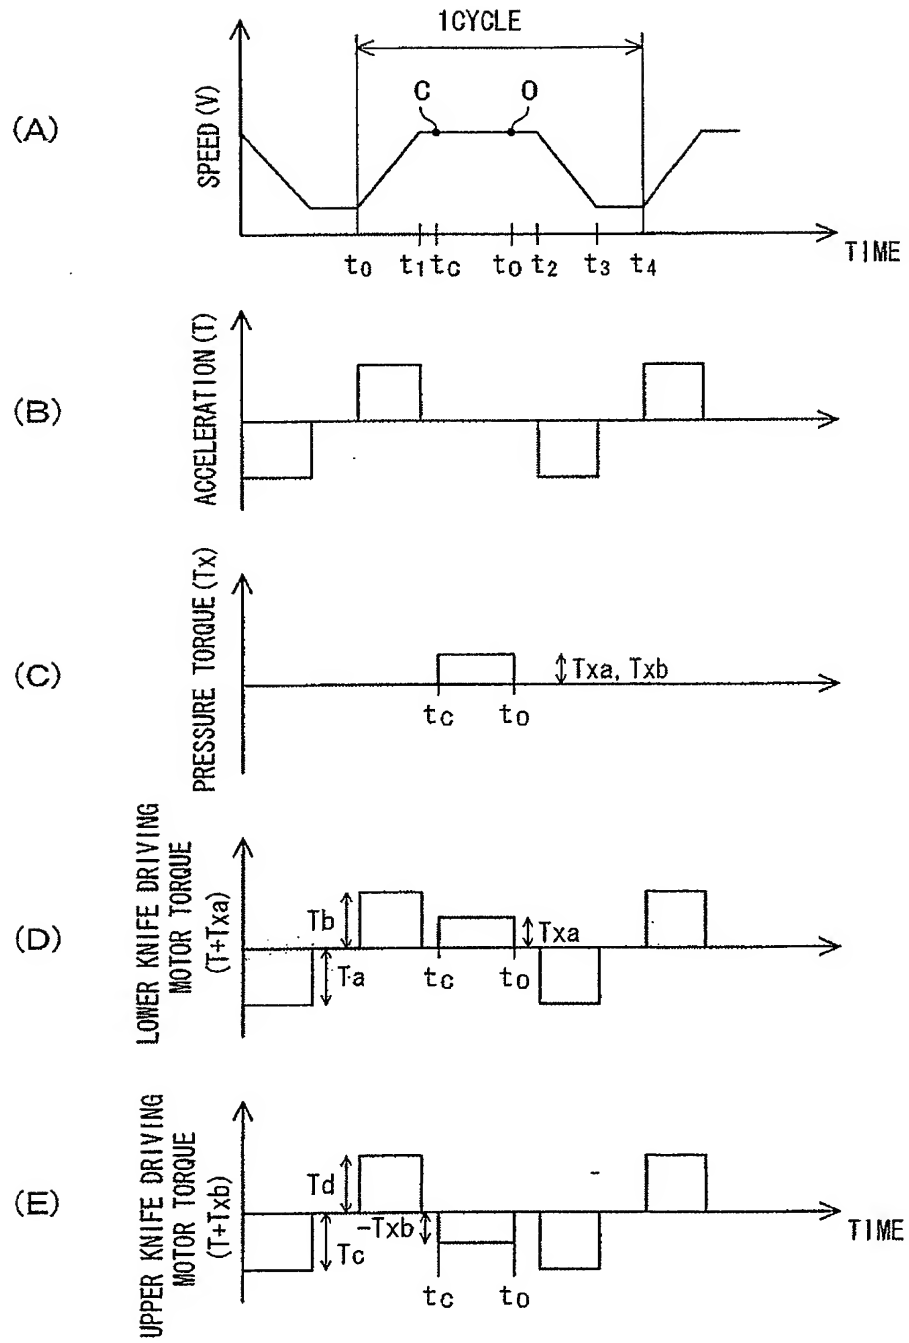 1CYCLE
(A)
SPEED (V)
C
O
t0 t1 tC tO t2 t3 t4
TIME
(B)
ACCELERATION (T)
(C)
PRESSURE TORQUE (Tx)
Txa, Txb
tC tO
(D)
LOWER KNIFE DRIVING
MOTOR TORQUE
(T+Txa)
Tb
Ta
Txa
tC tO
(E)
UPPER KNIFE DRIVING
MOTOR TORQUE
(T+Txb)
Td
Tc
-Txb
tC tO
TIME